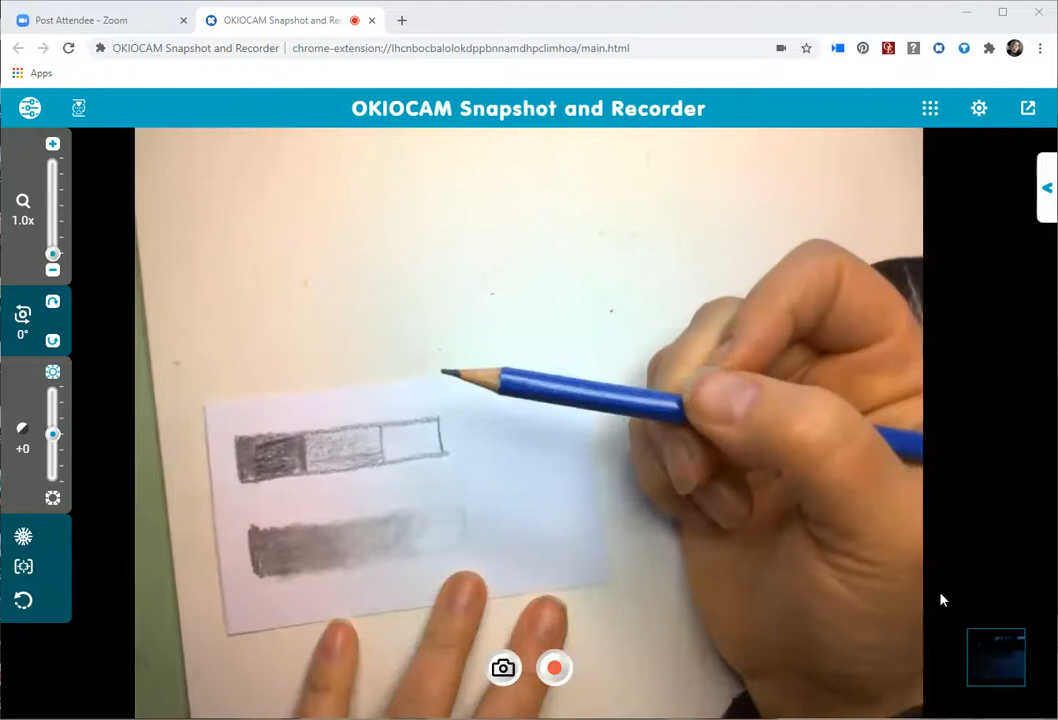 Post Attendee - Zoom
OKIOCAM Snapshot and Re
OKIOCAM Snapshot and Recorder
chrome-extension://lhcnbocbalolokdppbnnamdhpclimhoa/main.html
Apps
OKIOCAM Snapshot and Recorder
1.0x
0°
+0